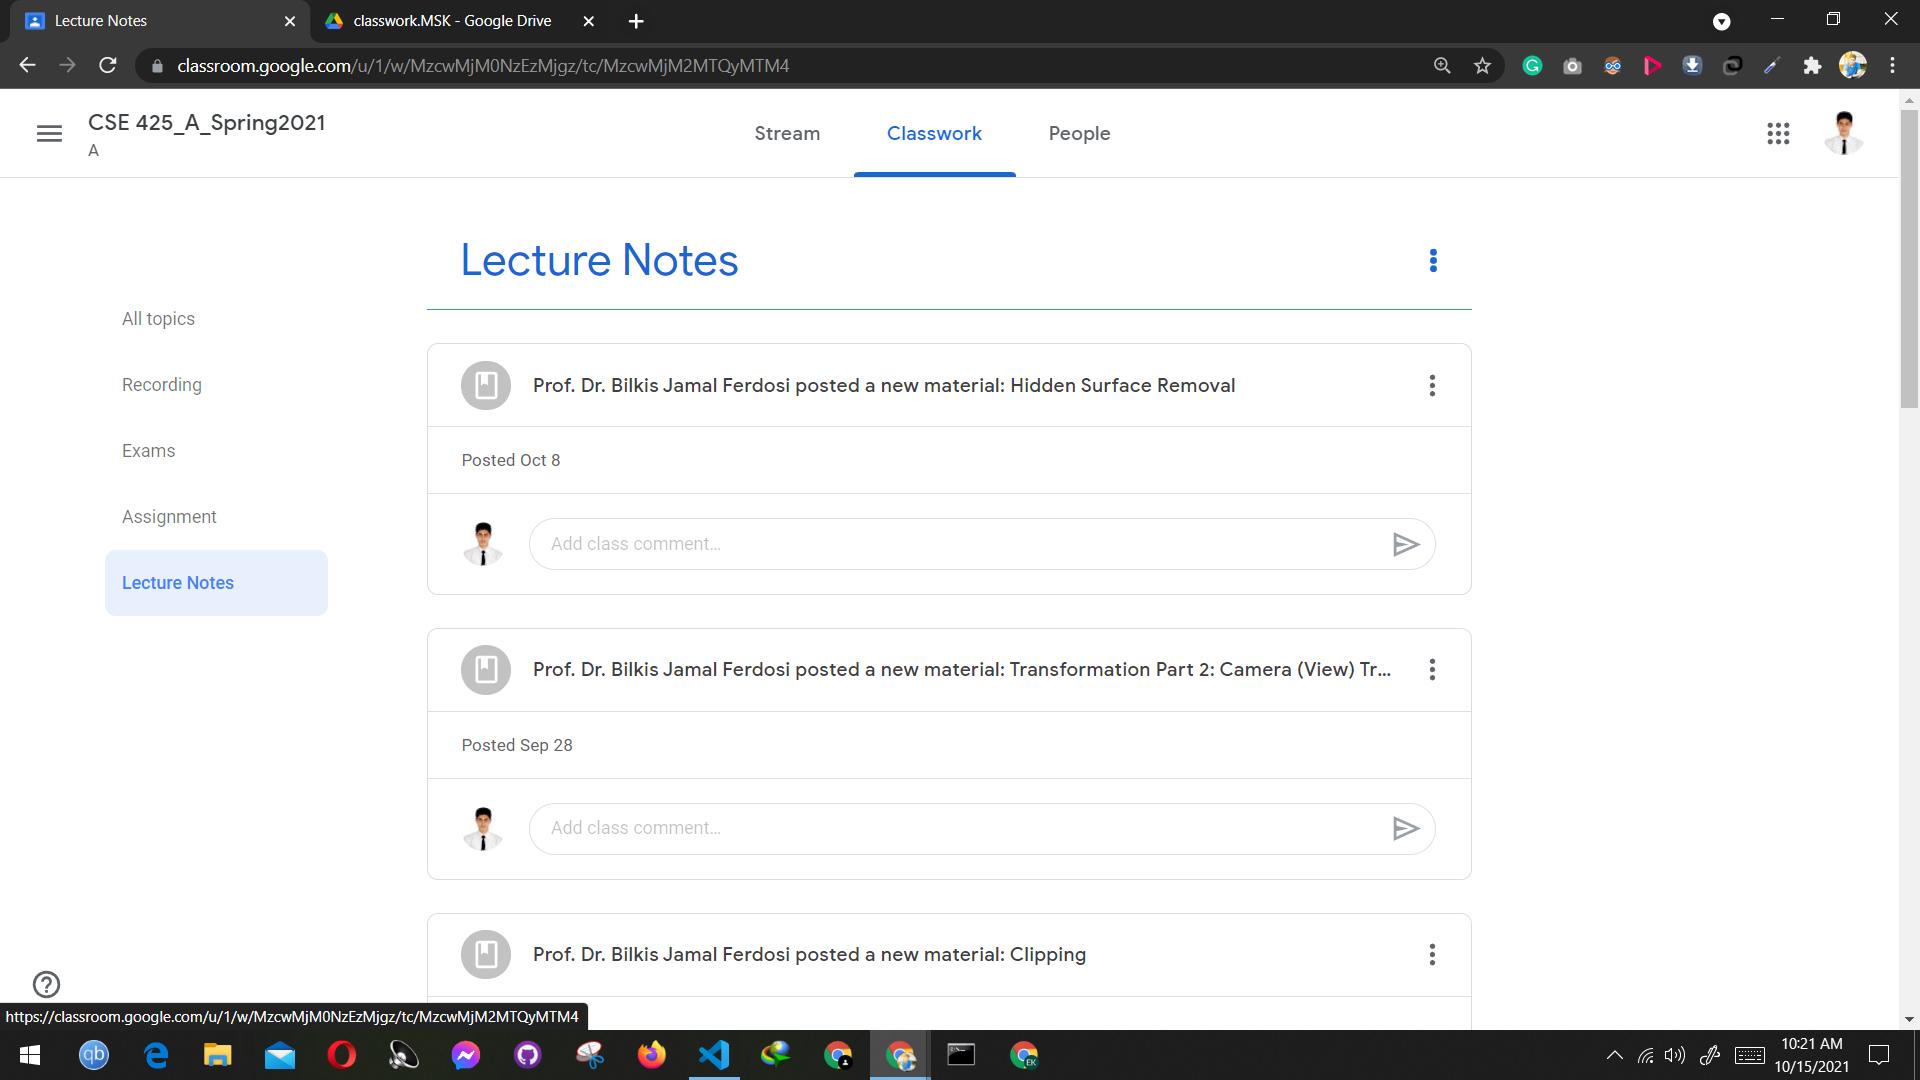 Lecture Notes
classwork.MSK - Google Drive
classroom.google.com/u/1/w/MzcwMjM0NzEzMjgz/tc/MzcwMjM2MTQyMTM4
CSE 425_A_Spring2021
A
Stream
Classwork
People
Lecture Notes
All topics
Recording
Exams
Assignment
Lecture Notes
Prof. Dr. Bilkis Jamal Ferdosi posted a new material: Hidden Surface Removal
Posted Oct 8
Add class comment...
Prof. Dr. Bilkis Jamal Ferdosi posted a new material: Transformation Part 2: Camera (View) Tr...
Posted Sep 28
Add class comment...
Prof. Dr. Bilkis Jamal Ferdosi posted a new material: Clipping
https://classroom.google.com/u/1/w/MzcwMjM0NzEzMjgz/tc/MzcwMjM2MTQyMTM4
qb
EK
10:21 AM
10/15/2021